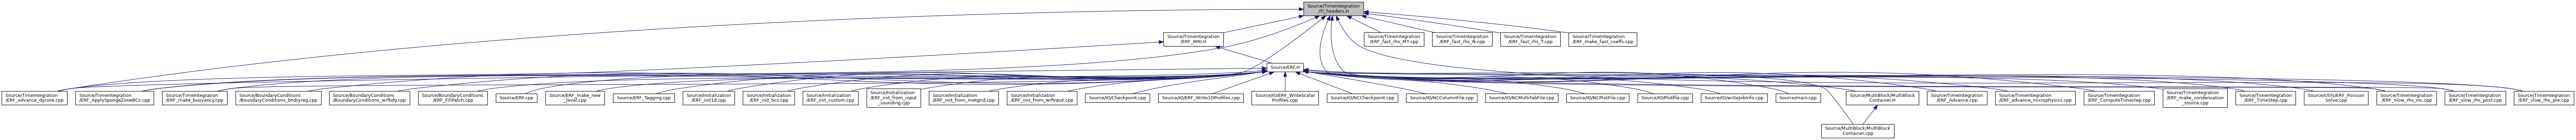 Source/TimeIntegration
/TI_headers.H
Source/TimeIntegration
/ERF_MRI.H
Source/TimeIntegration
/ERF_fast_rhs_MT.cpp
Source/TimeIntegration
/ERF_fast_rhs_N.cpp
Source/TimeIntegration
/ERF_fast_rhs_T.cpp
Source/TimeIntegration
/ERF_make_fast_coeffs.cpp
Source/ERF.H
Source/TimeIntegration
/ERF_advance_dycore.cpp
Source/TimeIntegration
/ERF_ApplySpongeZoneBCs.cpp
Source/TimeIntegration
/ERF_make_buoyancy.cpp
Source/BoundaryConditions
/BoundaryConditions_bndryreg.cpp
Source/BoundaryConditions
/BoundaryConditions_wrfbdy.cpp
Source/BoundaryConditions
/ERF_FillPatch.cpp
Source/ERF.cpp
Source/ERF_make_new
_level.cpp
Source/ERF_Tagging.cpp
Source/Initialization
/ERF_init1d.cpp
Source/Initialization
/ERF_init_bcs.cpp
Source/Initialization
/ERF_init_custom.cpp
Source/Initialization
/ERF_init_from_input
_sounding.cpp
Source/Initialization
/ERF_init_from_metgrid.cpp
Source/Initialization
/ERF_init_from_wrfinput.cpp
Source/IO/Checkpoint.cpp
Source/IO/ERF_Write1DProfiles.cpp
Source/IO/ERF_WriteScalar
Profiles.cpp
Source/IO/NCCheckpoint.cpp
Source/IO/NCColumnFile.cpp
Source/IO/NCMultiFabFile.cpp
Source/IO/NCPlotFile.cpp
Source/IO/Plotfile.cpp
Source/IO/writeJobInfo.cpp
Source/main.cpp
Source/MultiBlock/MultiBlock
Container.H
Source/TimeIntegration
/ERF_Advance.cpp
Source/TimeIntegration
/ERF_advance_microphysics.cpp
Source/TimeIntegration
/ERF_ComputeTimestep.cpp
Source/TimeIntegration
/ERF_make_condensation
_source.cpp
Source/TimeIntegration
/ERF_TimeStep.cpp
Source/Utils/ERF_Poisson
Solve.cpp
Source/TimeIntegration
/ERF_slow_rhs_inc.cpp
Source/TimeIntegration
/ERF_slow_rhs_post.cpp
Source/TimeIntegration
/ERF_slow_rhs_pre.cpp
Source/MultiBlock/MultiBlock
Container.cpp